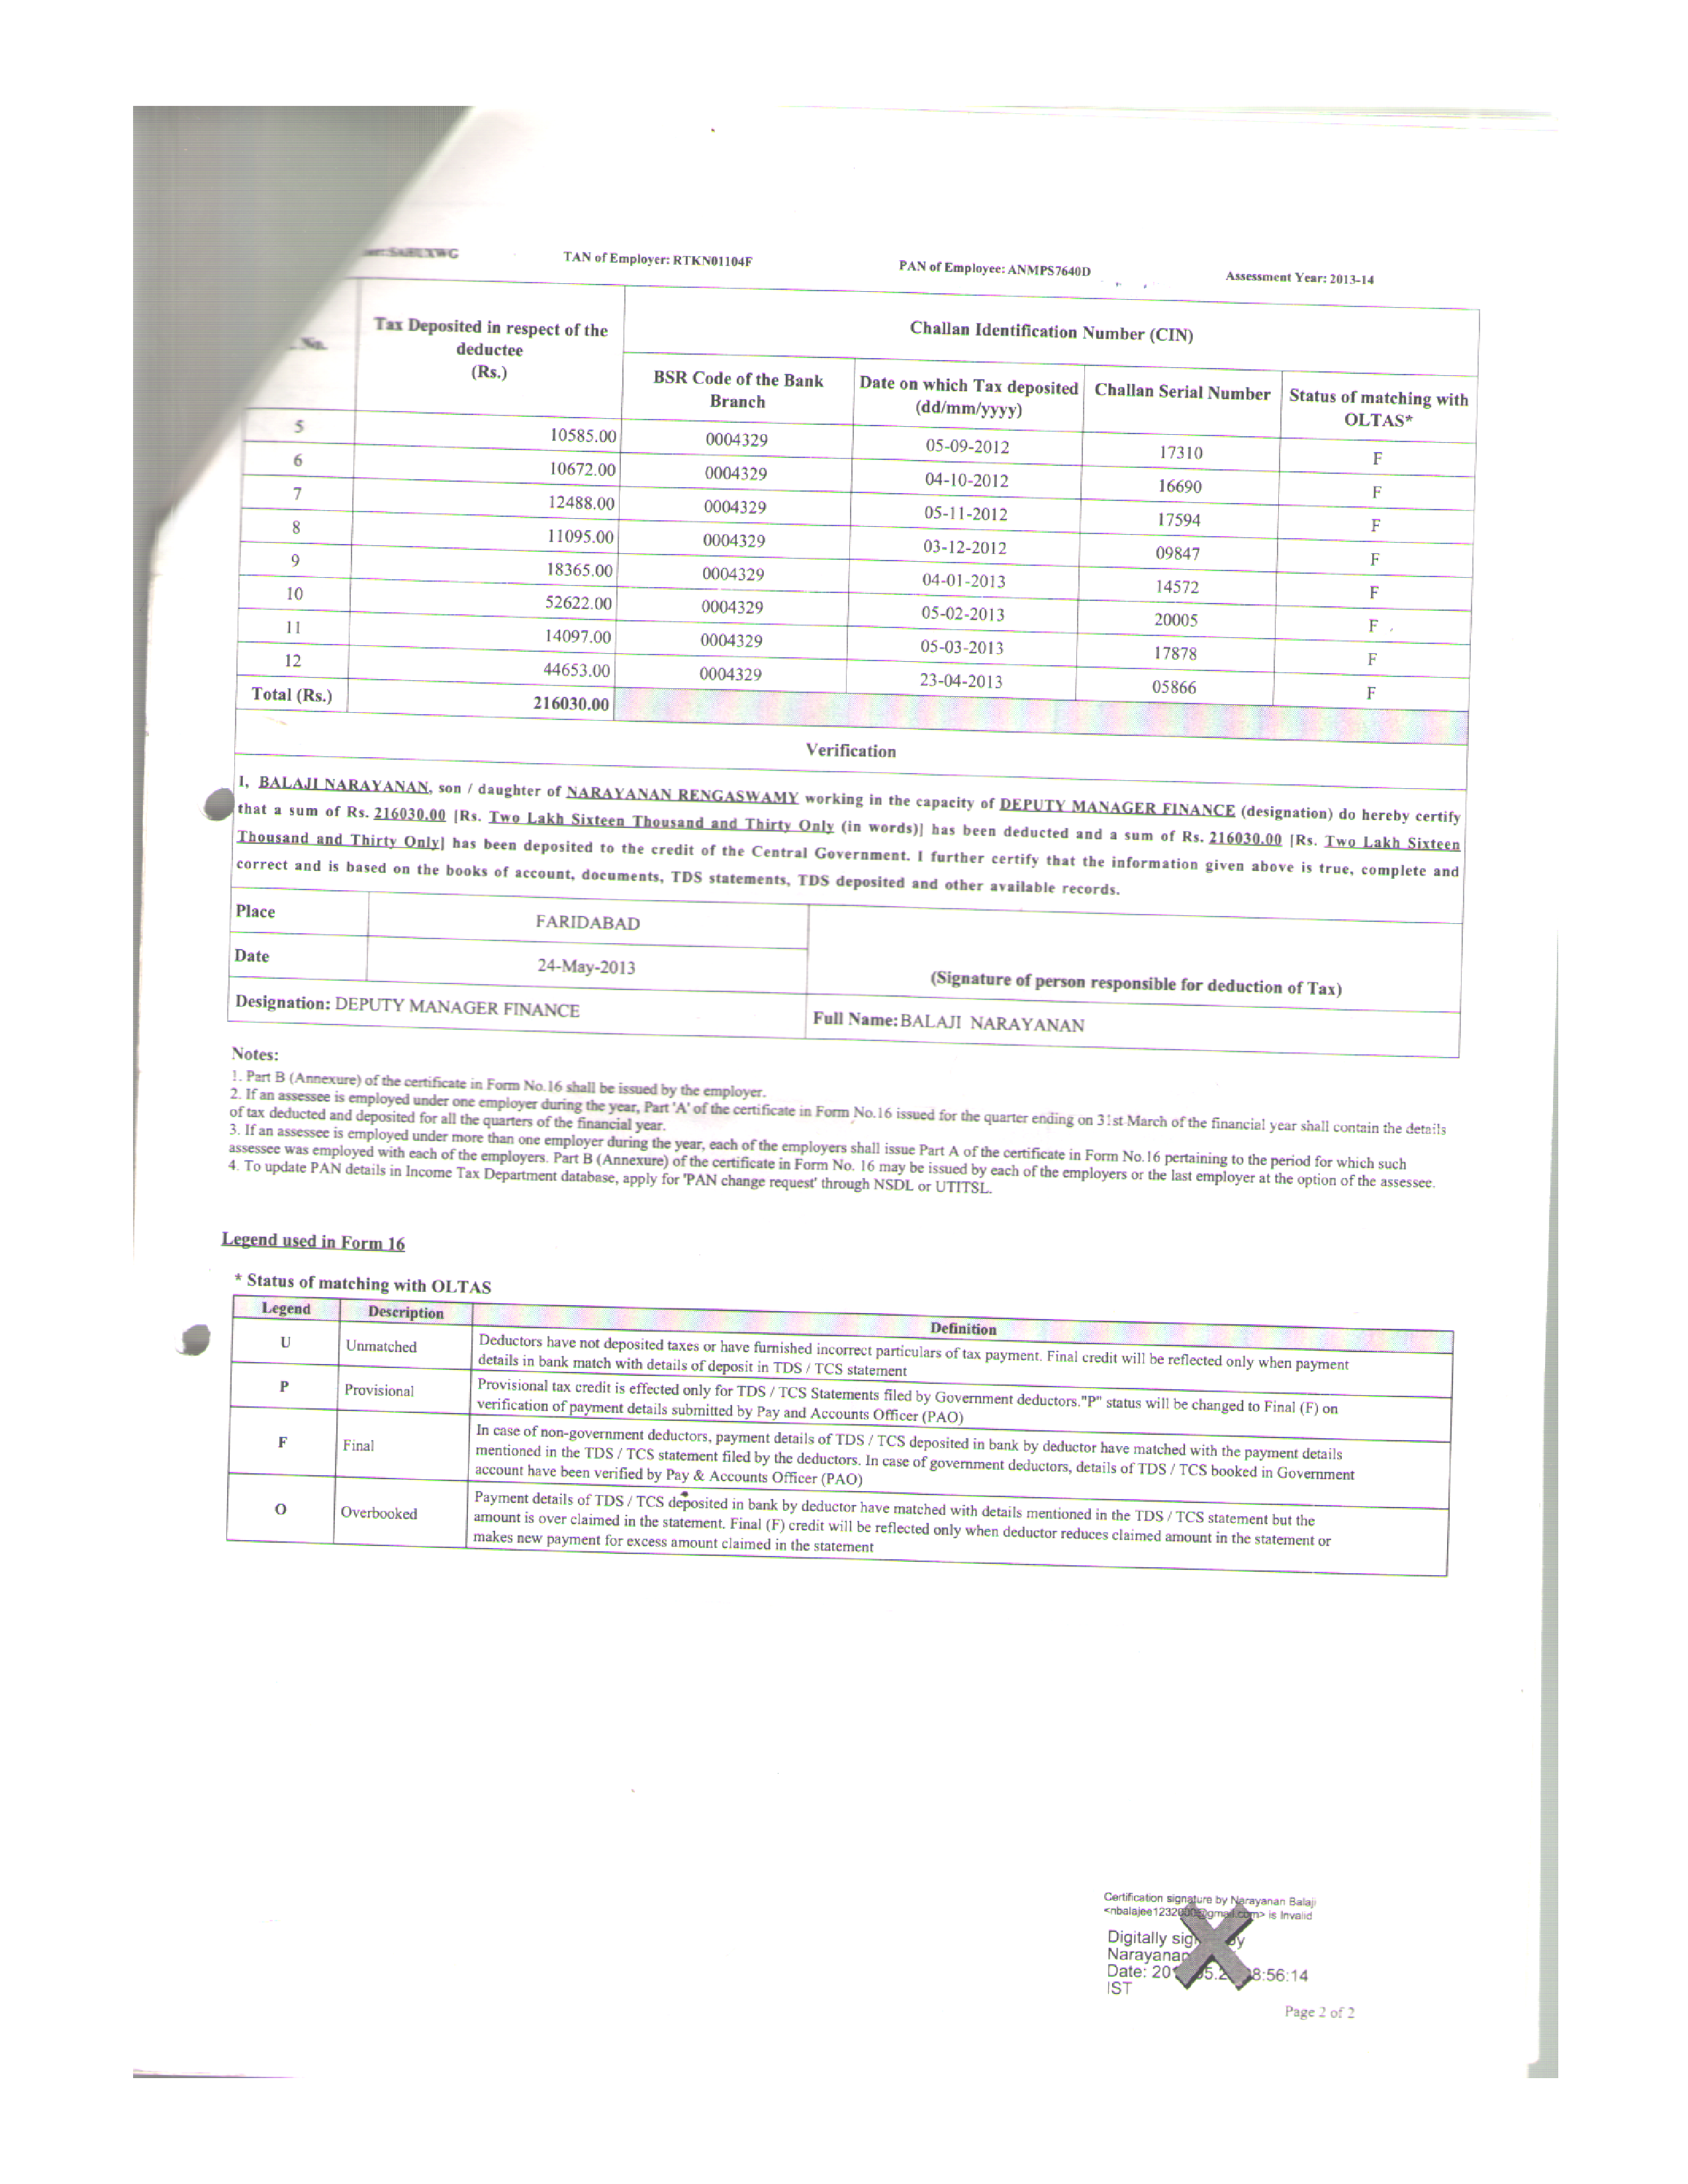 TAN of Employer: RTKN01104F PAN of Employee: ANMPS7640D Assessment Year: 2013-14
No. Tax Deposited in respect of the deductee (Rs.) Challan Identification Number (CIN)
BSR Code of the Bank Branch Date on which Tax deposited (dd/mm/yyyy) Challan Serial Number Status of matching with OLTAS*
5 10585.00 0004329 05-09-2012 17310 F
6 10672.00 0004329 04-10-2012 16690 F
7 12488.00 0004329 05-11-2012 17594 F
8 11095.00 0004329 03-12-2012 09847 F
9 18365.00 0004329 04-01-2013 14572 F
10 52622.00 0004329 05-02-2013 20005 F
11 14097.00 0004329 05-03-2013 17878 F
12 44653.00 0004329 23-04-2013 05866 F
Total (Rs.) 216030.00
Verification
I, BALAJI NARAYANAN, son / daughter of NARAYANAN RENGASWAMY working in the capacity of DEPUTY MANAGER FINANCE (designation) do hereby certify
that a sum of Rs. 216030.00 [Rs. Two Lakh Sixteen Thousand and Thirty Only (in words)] has been deducted and a sum of Rs. 216030.00 [Rs. Two Lakh Sixteen
Thousand and Thirty Only] has been deposited to the credit of the Central Government. I further certify that the information given above is true, complete and
correct and is based on the books of account, documents, TDS statements, TDS deposited and other available records.
Place FARIDABAD
Date 24-May-2013 (Signature of person responsible for deduction of Tax)
Designation: DEPUTY MANAGER FINANCE Full Name: BALAJI NARAYANAN
Notes:
1. Part B (Annexure) of the certificate in Form No.16 shall be issued by the employer.
2. If an assessee is employed under one employer during the year, Part 'A' of the certificate in Form No.16 issued for the quarter ending on 31st March of the financial year shall contain the details
of tax deducted and deposited for all the quarters of the financial year.
3. If an assessee is employed under more than one employer during the year, each of the employers shall issue Part A of the certificate in Form No.16 pertaining to the period for which such
assessee was employed with each of the employers. Part B (Annexure) of the certificate in Form No. 16 may be issued by each of the employers or the last employer at the option of the assessee.
4. To update PAN details in Income Tax Department database, apply for 'PAN change request' through NSDL or UTITSL.
Legend used in Form 16
* Status of matching with OLTAS
Legend Description Definition
U Unmatched Deductors have not deposited taxes or have furnished incorrect particulars of tax payment. Final credit will be reflected only when payment
details in bank match with details of deposit in TDS / TCS statement
P Provisional Provisional tax credit is effected only for TDS / TCS Statements filed by Government deductors."P" status will be changed to Final (F) on
verification of payment details submitted by Pay and Accounts Officer (PAO)
F Final In case of non-government deductors, payment details of TDS / TCS deposited in bank by deductor have matched with the payment details
mentioned in the TDS / TCS statement filed by the deductors. In case of government deductors, details of TDS / TCS booked in Government
account have been verified by Pay & Accounts Officer (PAO)
O Overbooked Payment details of TDS / TCS deposited in bank by deductor have matched with details mentioned in the TDS / TCS statement but the
amount is over claimed in the statement. Final (F) credit will be reflected only when deductor reduces claimed amount in the statement or
makes new payment for excess amount claimed in the statement
Certification signature by Narayanan Balaji
is Invalid
Digitally
Narayanan
Date: 8:56:14
IST
Page 2 of 2